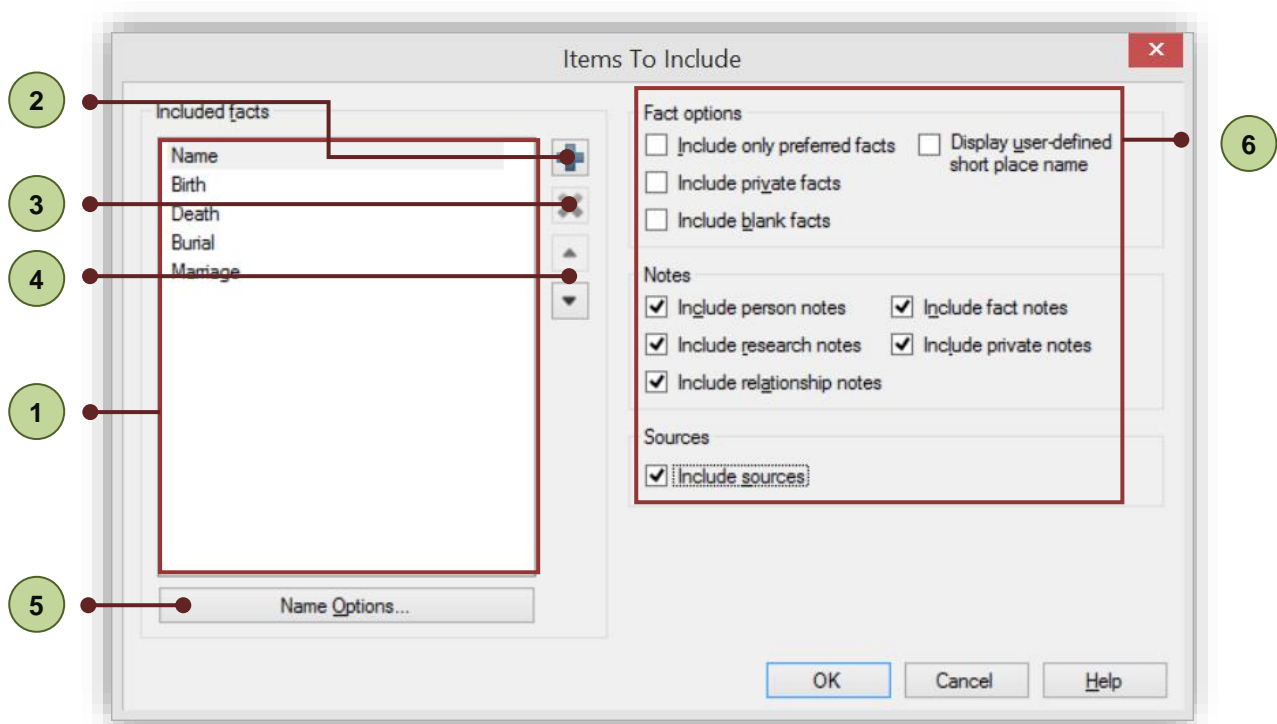 Items To Include
Included facts
Name
Birth
Death
Burial
Marriage
Name Options...
Fact options
Include only preferred facts
Display user-defined
short place name
Include private facts
Include blank facts
Notes
Include person notes
Include fact notes
Include research notes
Include private notes
Include relationship notes
Sources
Include sources
OK
Cancel
Help
2
3
4
1
5
6